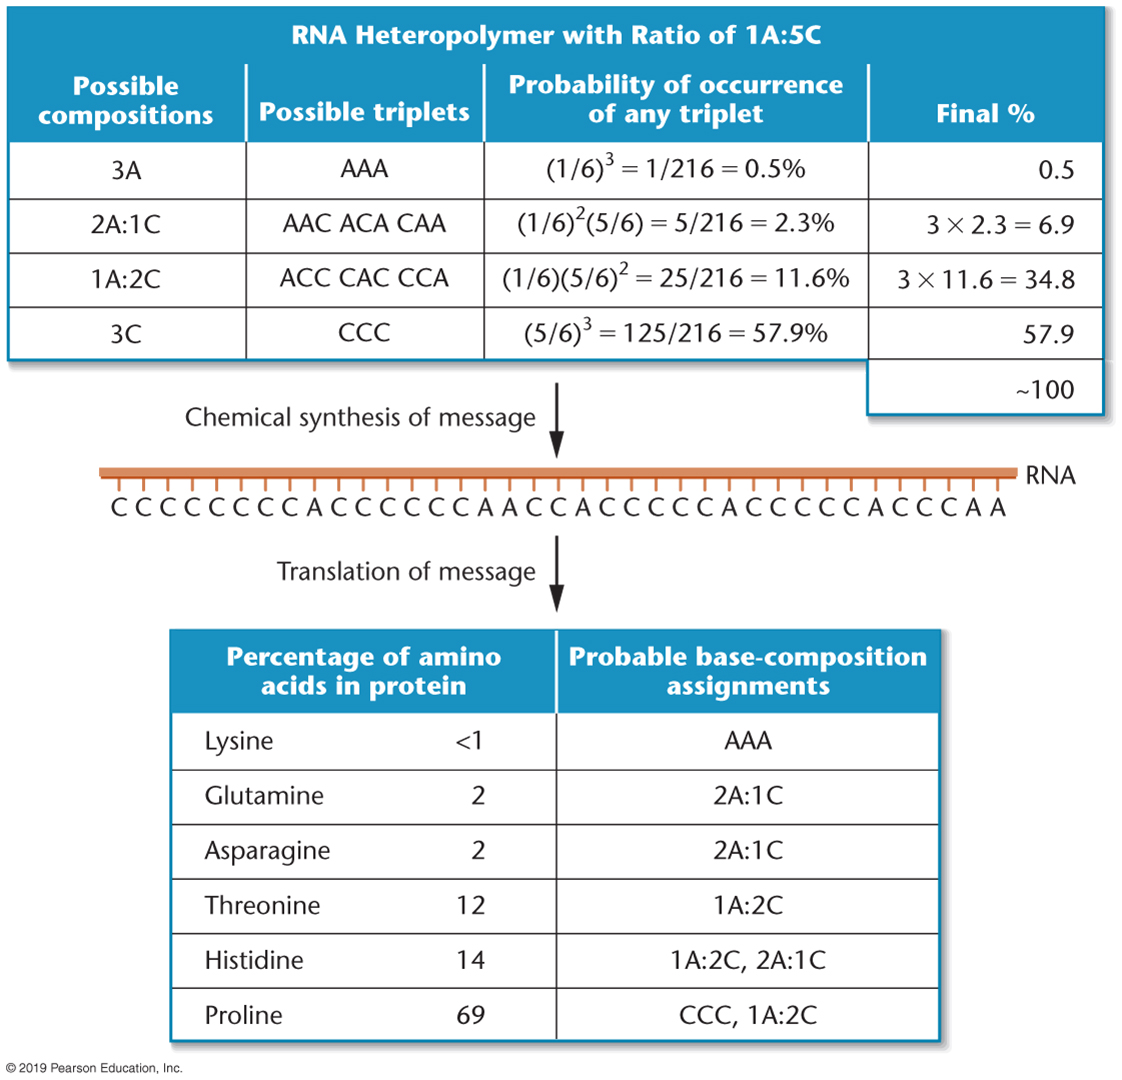 RNA Heteropolymer with Ratio of 1A:5C
Possible compositions Possible triplets Probability of occurrence of any triplet Final %
3A AAA (1/6)³ = 1/216 = 0.5% 0.5
2A:1C AAC ACA CAA (1/6)²(5/6) = 5/216 = 2.3% 3 × 2.3 = 6.9
1A:2C ACC CAC CCA (1/6)(5/6)² = 25/216 = 11.6% 3 × 11.6 = 34.8
3C CCC (5/6)³ = 125/216 = 57.9% 57.9
~100
Chemical synthesis of message
RNA
C C C C C C C C A C C C C C C A A C C A C C C C C A C C C C C A C C C A A
Translation of message
Percentage of amino acids in protein Probable base-composition assignments
Lysine <1 AAA
Glutamine 2 2A:1C
Asparagine 2 2A:1C
Threonine 12 1A:2C
Histidine 14 1A:2C, 2A:1C
Proline 69 CCC, 1A:2C
© 2019 Pearson Education, Inc.